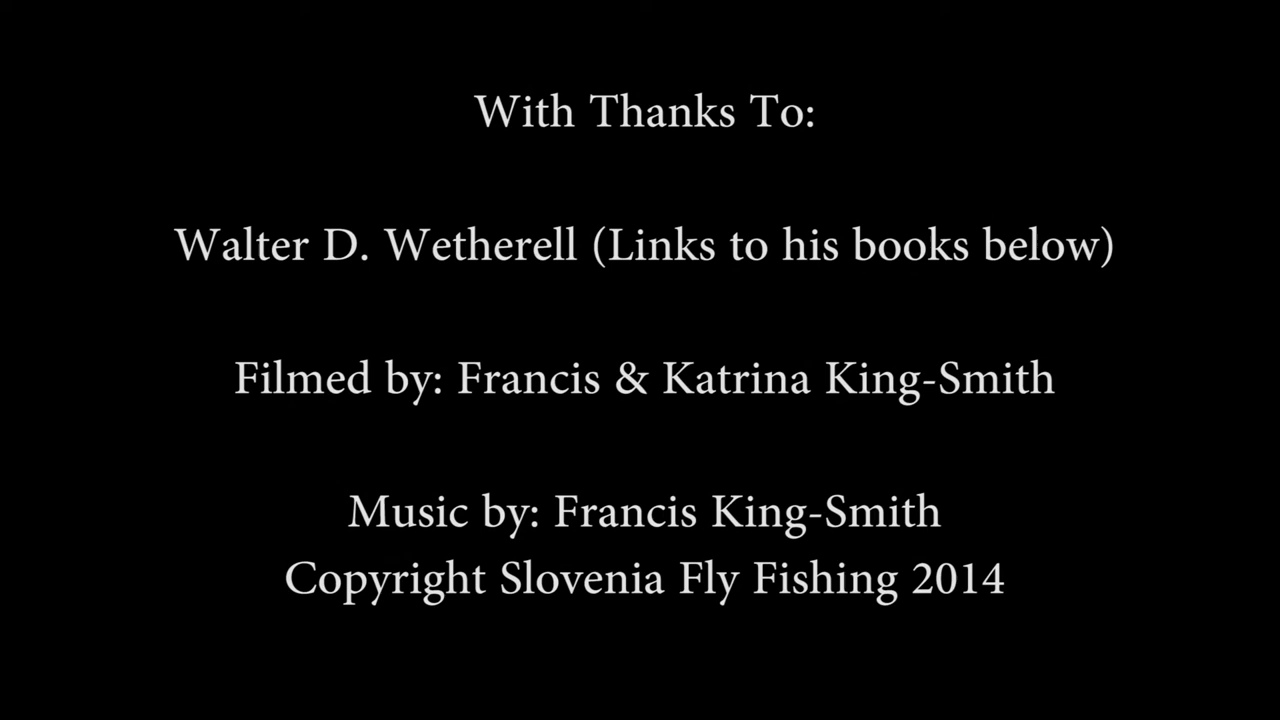 With Thanks To:
Walter D. Wetherell (Links to his books below)
Filmed by: Francis & Katrina King-Smith
Music by: Francis King-Smith
Copyright Slovenia Fly Fishing 2014